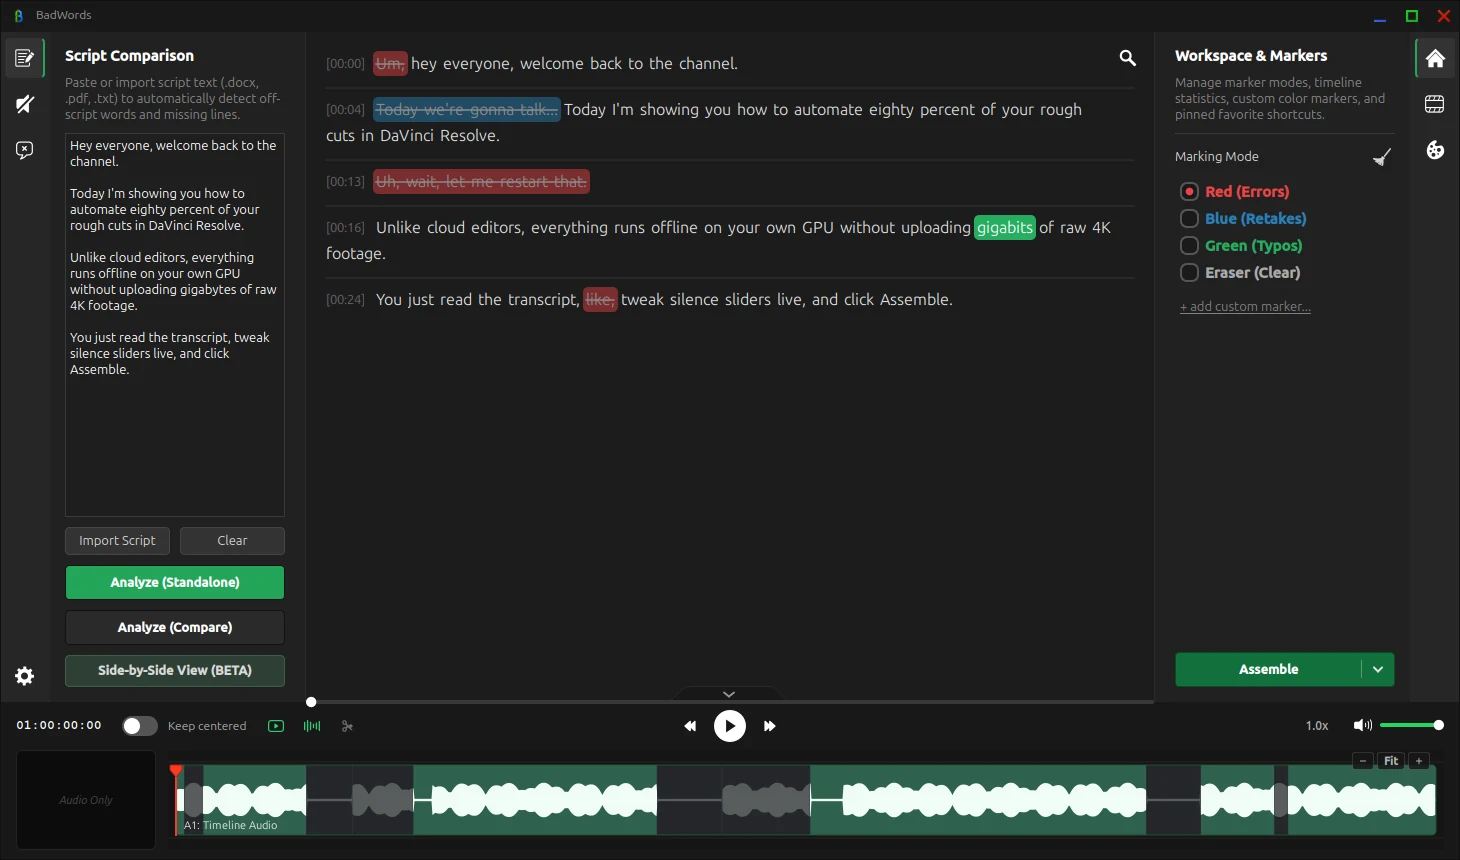 BadWords
Script Comparison
Paste or import script text (.docx,
.pdf, .txt) to automatically detect off-
script words and missing lines.
Hey everyone, welcome back to the
channel.
Today I'm showing you how to
automate eighty percent of your
rough cuts in DaVinci Resolve.
Unlike cloud editors, everything
runs offline on your own GPU
without uploading gigabytes of raw
4K footage.
You just read the transcript, tweak
silence sliders live, and click
Assemble.
Import Script
Clear
Analyze (Standalone)
Analyze (Compare)
Side-by-Side View (BETA)
[00:00] Um, hey everyone, welcome back to the channel.
[00:04] Today we're gonna talk... Today I'm showing you how to automate eighty percent of your rough
cuts in DaVinci Resolve.
[00:13] Uh, wait, let me restart that.
[00:16] Unlike cloud editors, everything runs offline on your own GPU without uploading gigabits of raw 4K
footage.
[00:24] You just read the transcript, like, tweak silence sliders live, and click Assemble.
Workspace & Markers
Manage marker modes, timeline
statistics, custom color markers, and
pinned favorite shortcuts.
Marking Mode
Red (Errors)
Blue (Retakes)
Green (Typos)
Eraser (Clear)
+ add custom marker...
Assemble
01:00:00:00
Keep centered
1.0x
− Fit +
Audio Only
A1: Timeline Audio